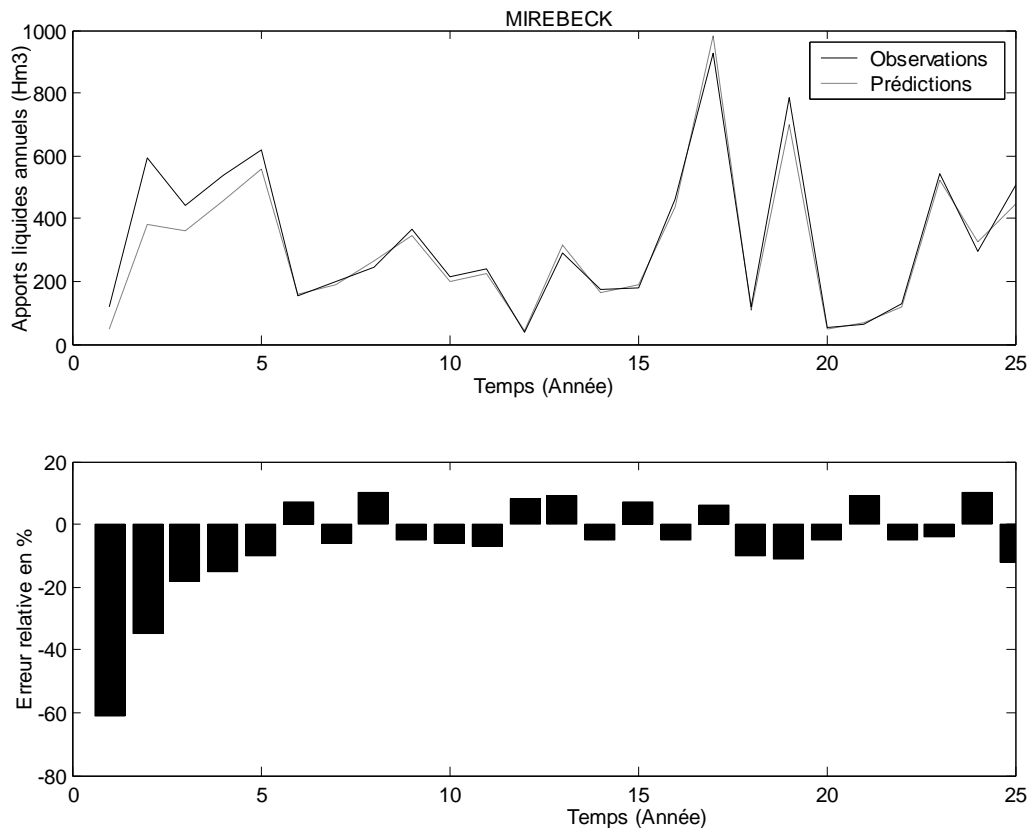 MIREBECK
1000
800
600
400
200
0
Apports liquides annuels (Hm3)
Observations
Prédictions
0 5 10 15 20 25
Temps (Année)
20
0
-20
-40
-60
-80
Erreur relative en %
0 5 10 15 20 25
Temps (Année)